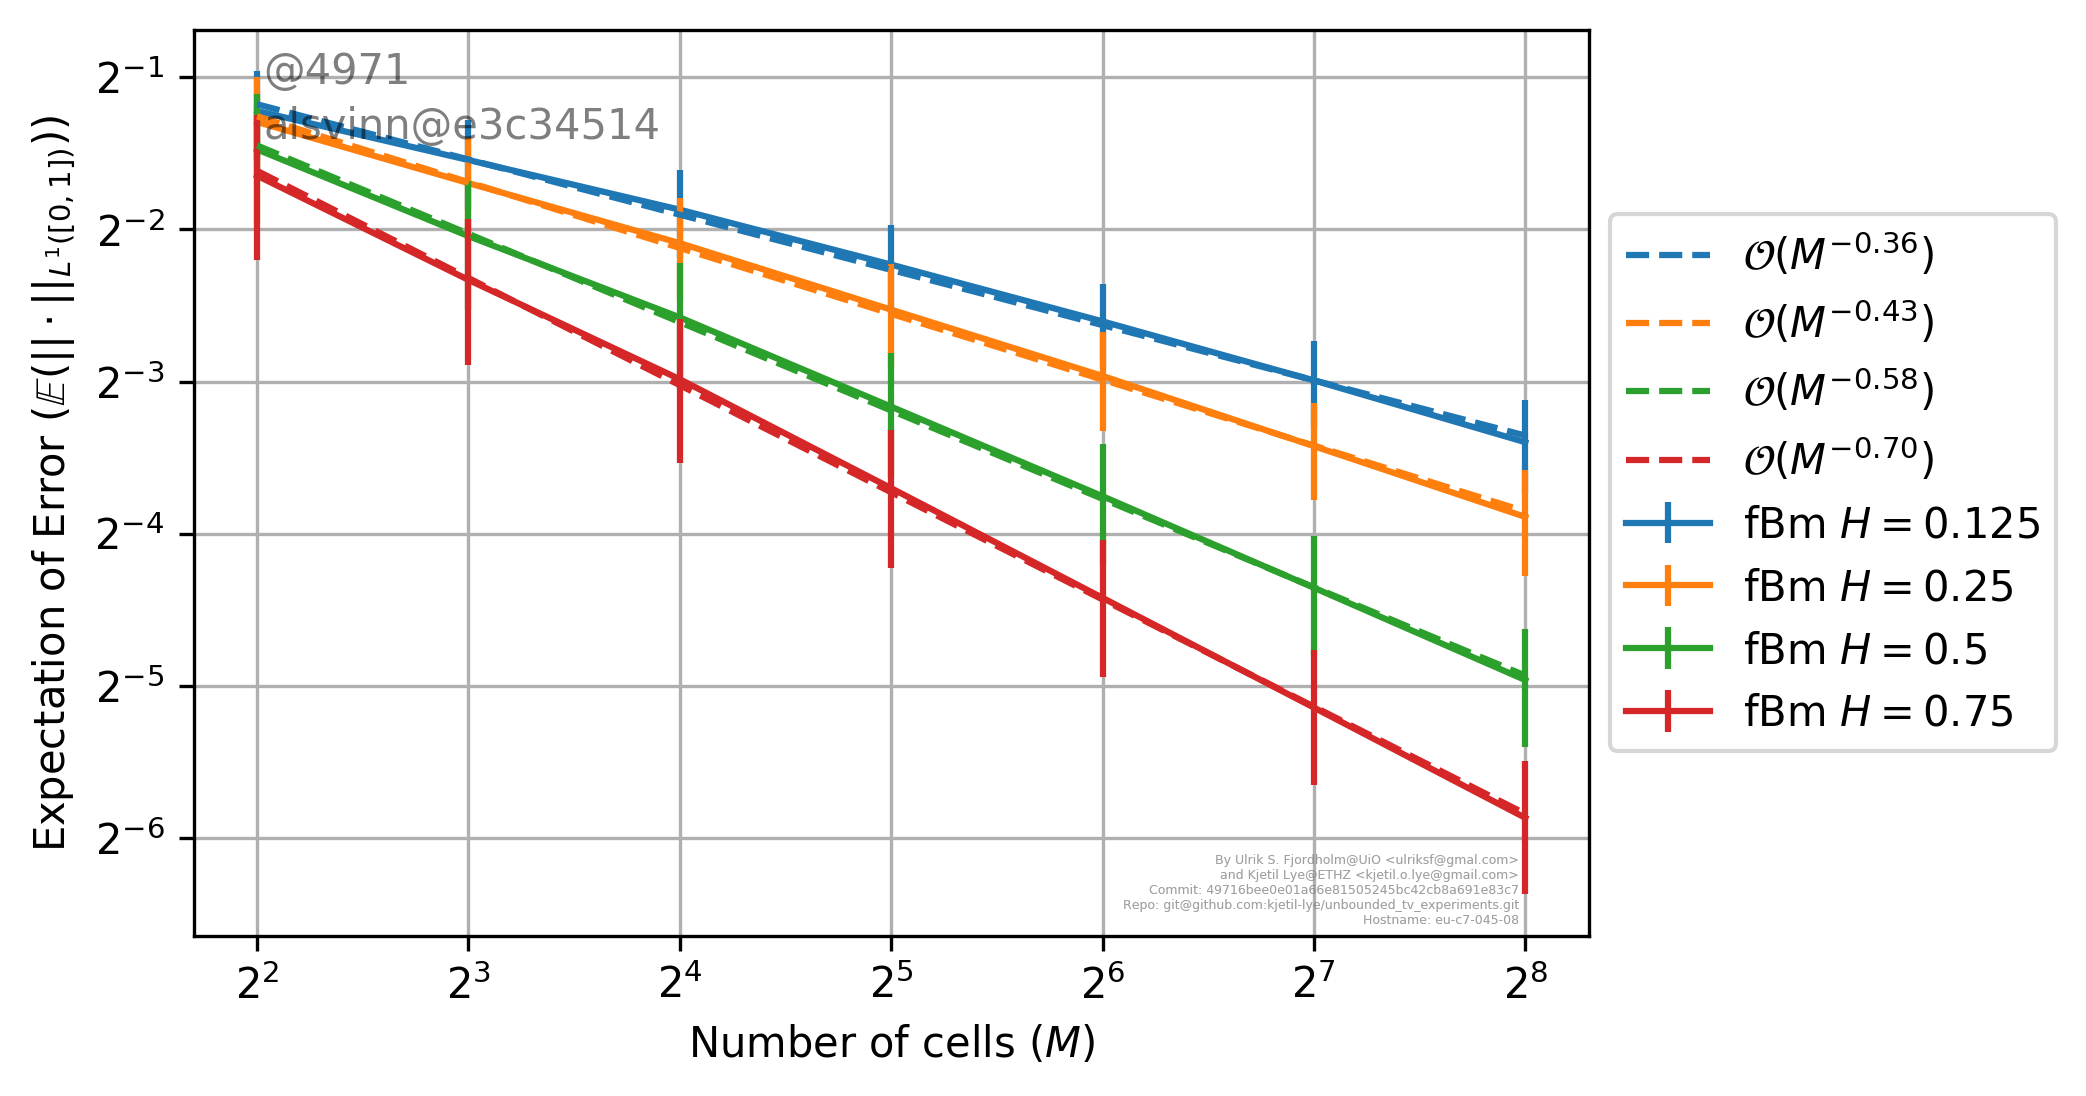 @4971
alsvinn@e3c34514
2^{-1}
2^{-2}
2^{-3}
2^{-4}
2^{-5}
2^{-6}
Expectation of Error (𝔼(|| · ||_{L^1([0,1])}))
2^2
2^3
2^4
2^5
2^6
2^7
2^8
Number of cells (M)
By Ulrik S. Fjordholm@UiO <ulriksf@gmal.com>
and Kjetil Lye@ETHZ <kjetil.o.lye@gmail.com>
Commit: 49716bee0e01a66e81505245bc42cb8a691e83c7
Repo: git@github.com:kjetil-lye/unbounded_tv_experiments.git
Hostname: eu-c7-045-08
𝒪(M^{-0.36})
𝒪(M^{-0.43})
𝒪(M^{-0.58})
𝒪(M^{-0.70})
fBm H = 0.125
fBm H = 0.25
fBm H = 0.5
fBm H = 0.75